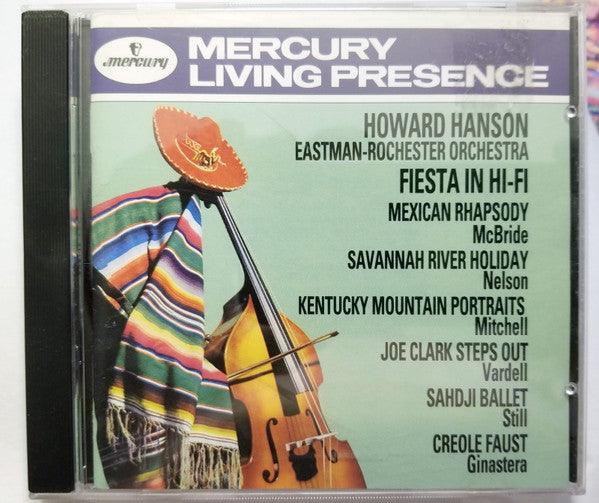 mercury
MERCURY
LIVING PRESENCE
HOWARD HANSON
EASTMAN-ROCHESTER ORCHESTRA
FIESTA IN HI-FI
MEXICAN RHAPSODY
McBride
SAVANNAH RIVER HOLIDAY
Nelson
KENTUCKY MOUNTAIN PORTRAITS
Mitchell
JOE CLARK STEPS OUT
Vardell
SAHDJI BALLET
Still
CREOLE FAUST
Ginastera